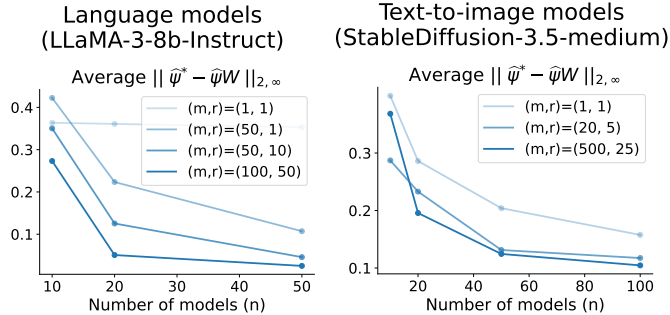 Language models
(LLaMA-3-8b-Instruct)
Average || ψ̂* − ψ̂W ||₂,∞
0.4
0.3
0.2
0.1
(m,r)=(1, 1)
(m,r)=(50, 1)
(m,r)=(50, 10)
(m,r)=(100, 50)
10 20 30 40 50
Number of models (n)
Text-to-image models
(StableDiffusion-3.5-medium)
Average || ψ̂* − ψ̂W ||₂,∞
0.3
0.2
0.1
(m,r)=(1, 1)
(m,r)=(20, 5)
(m,r)=(500, 25)
20 40 60 80 100
Number of models (n)